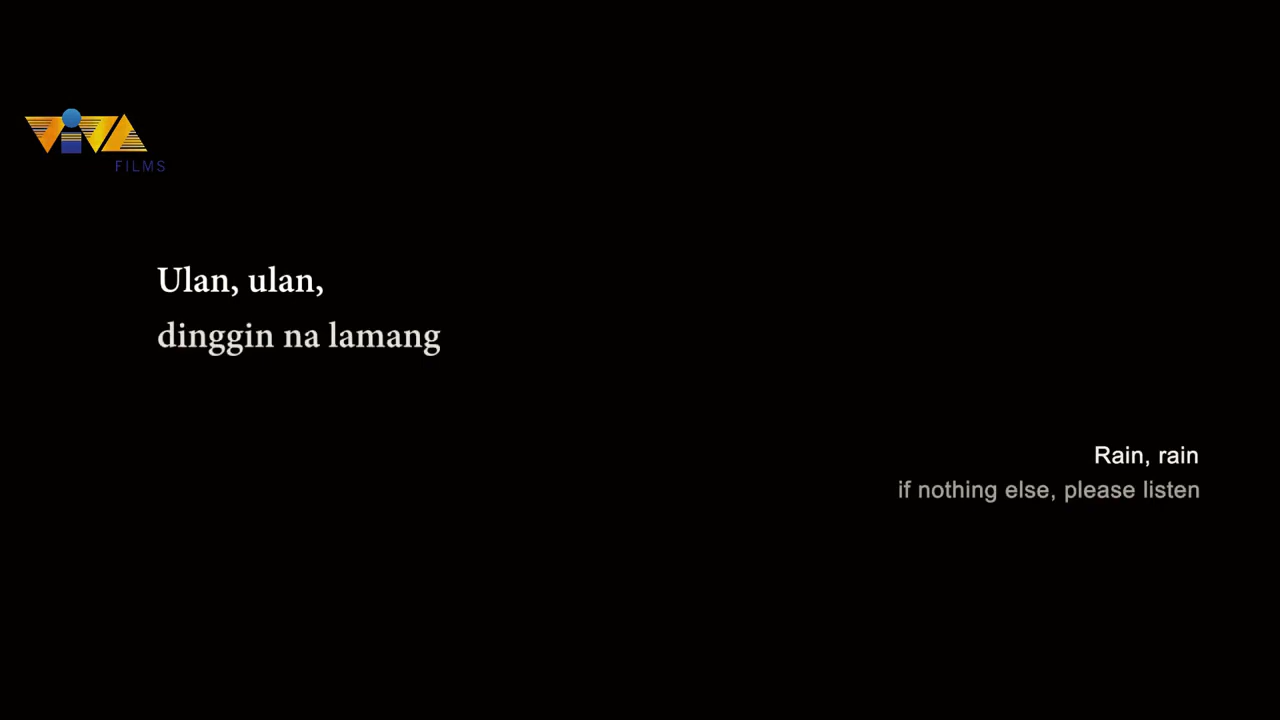 VIVA
FILMS
Ulan, ulan,
dinggin na lamang
Rain, rain
if nothing else, please listen